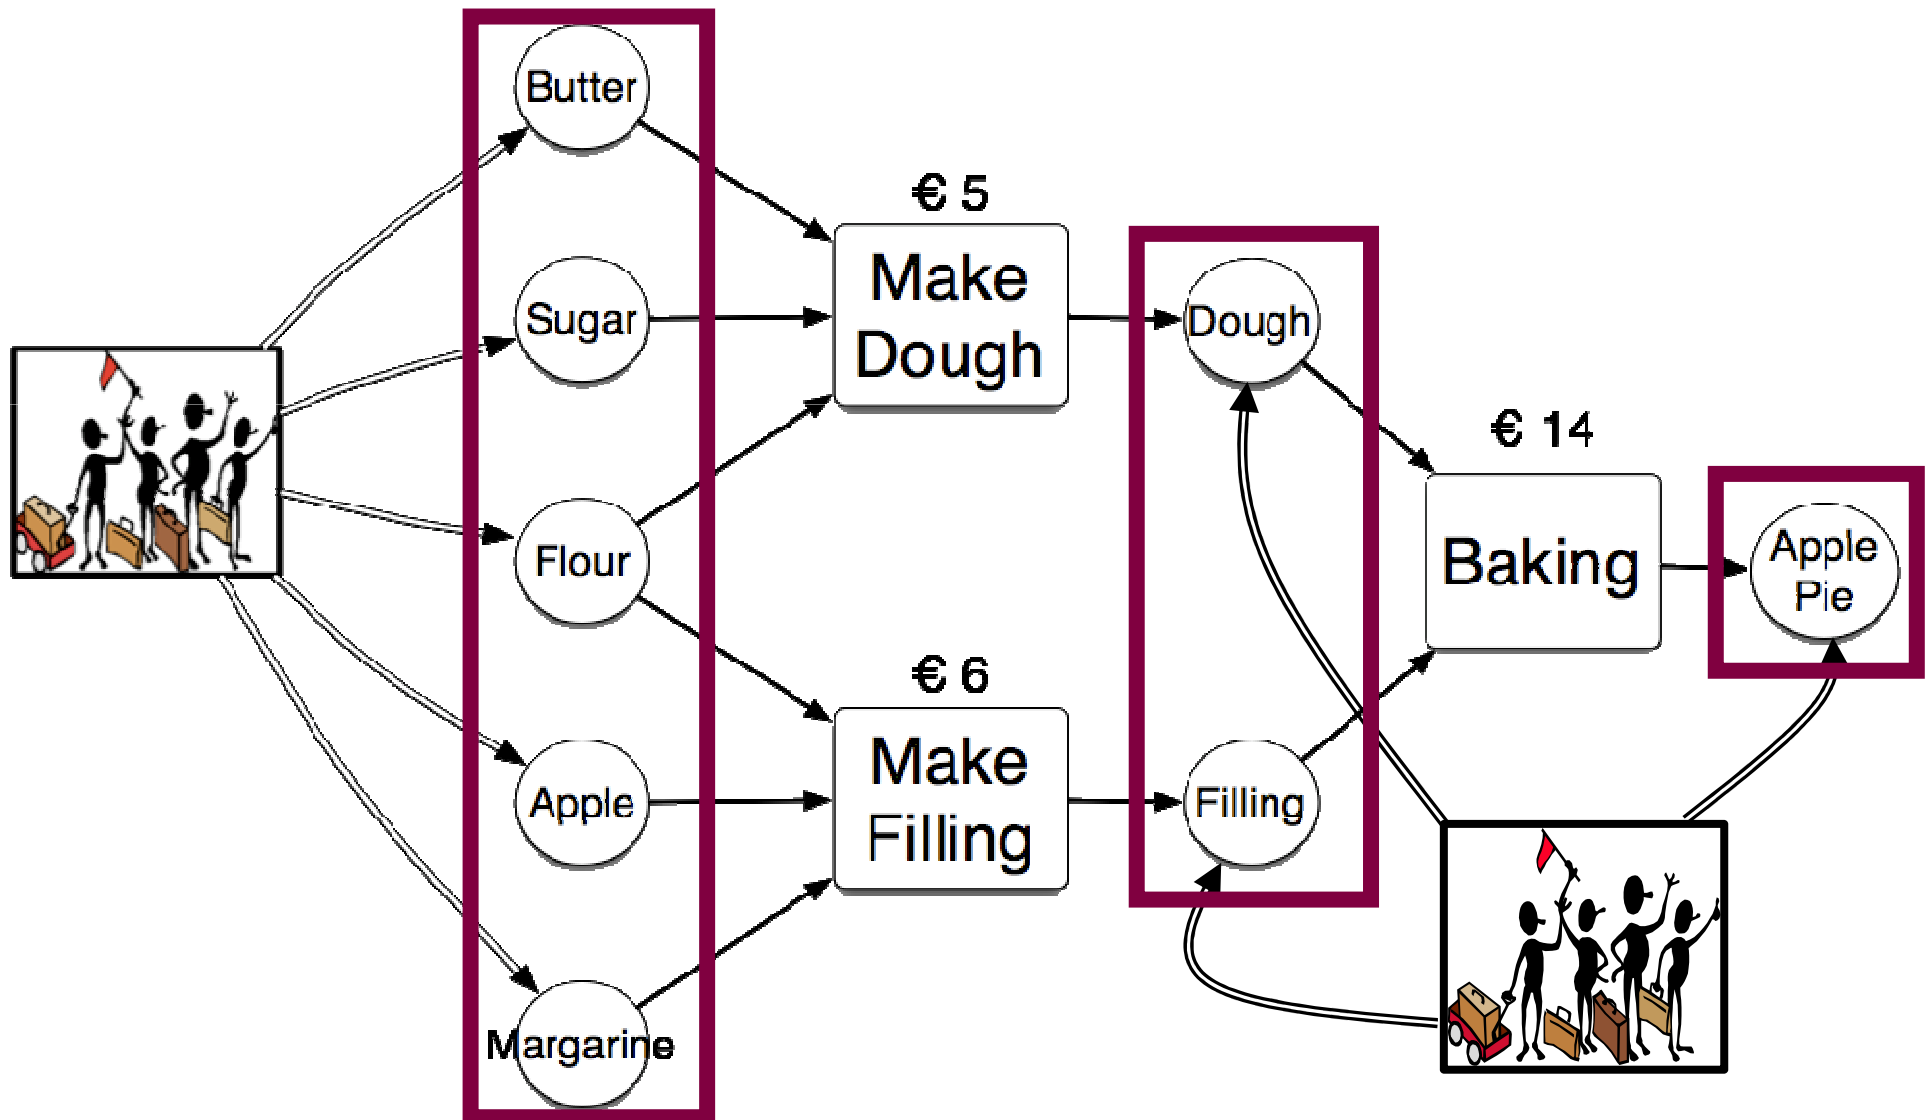 Butter
Sugar
Flour
Apple
Margarine
€ 5
Make
Dough
€ 6
Make
Filling
Dough
Filling
€ 14
Baking
Apple
Pie